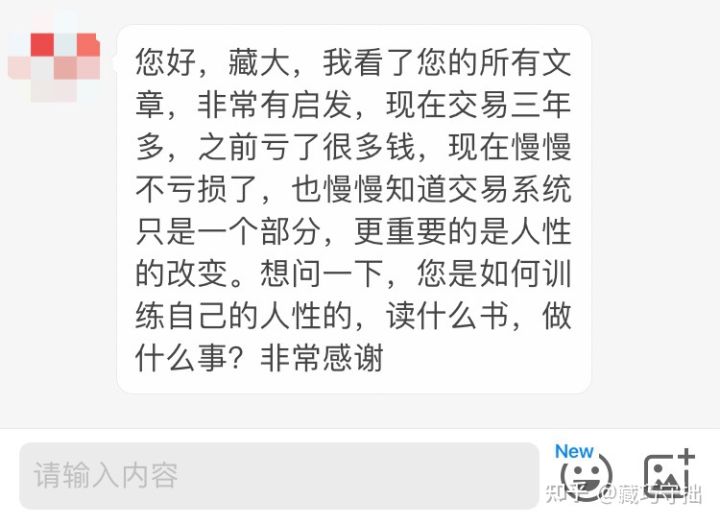 您好，藏大，我看了您的所有文
章，非常有启发，现在交易三年
多，之前亏了很多钱，现在慢慢
不亏损了，也慢慢知道交易系统
只是一个部分，更重要的是人性
的改变。想问一下，您是如何训
练自己的人性的，读什么书，做
什么事？非常感谢
New
请输入内容
知乎 @藏巧守拙